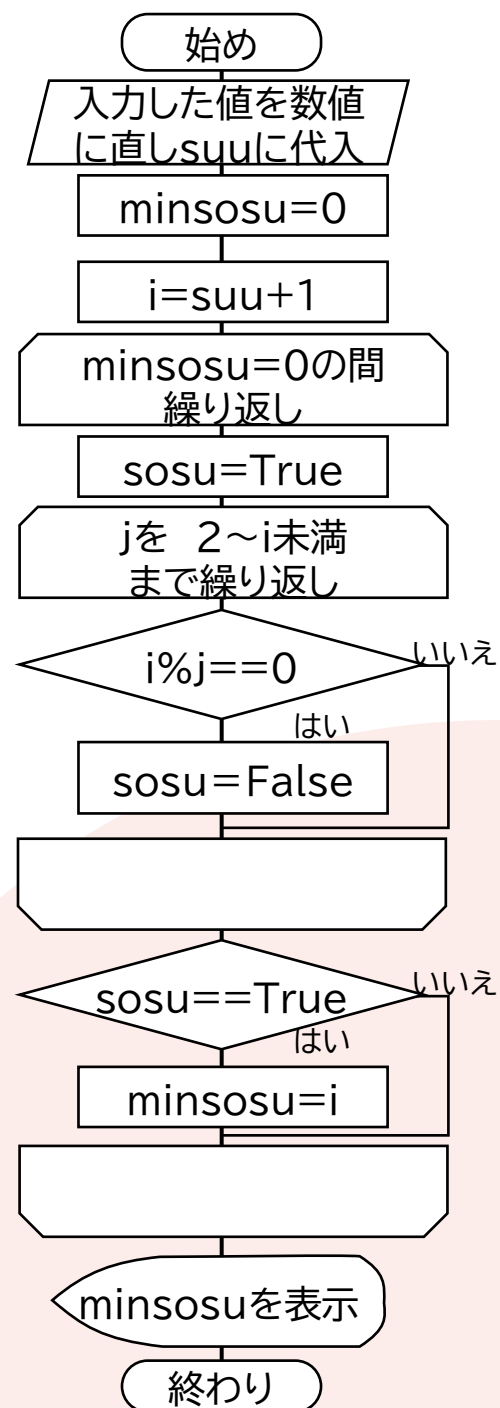 始め
入力した値を数値
に直しsuuに代入
minsosu=0
i=suu+1
minsosu=0の間
繰り返し
sosu=True
jを 2～i未満
まで繰り返し
i%j==0
いいえ
はい
sosu=False
sosu==True
いいえ
はい
minsosu=i
minsosuを表示
終わり